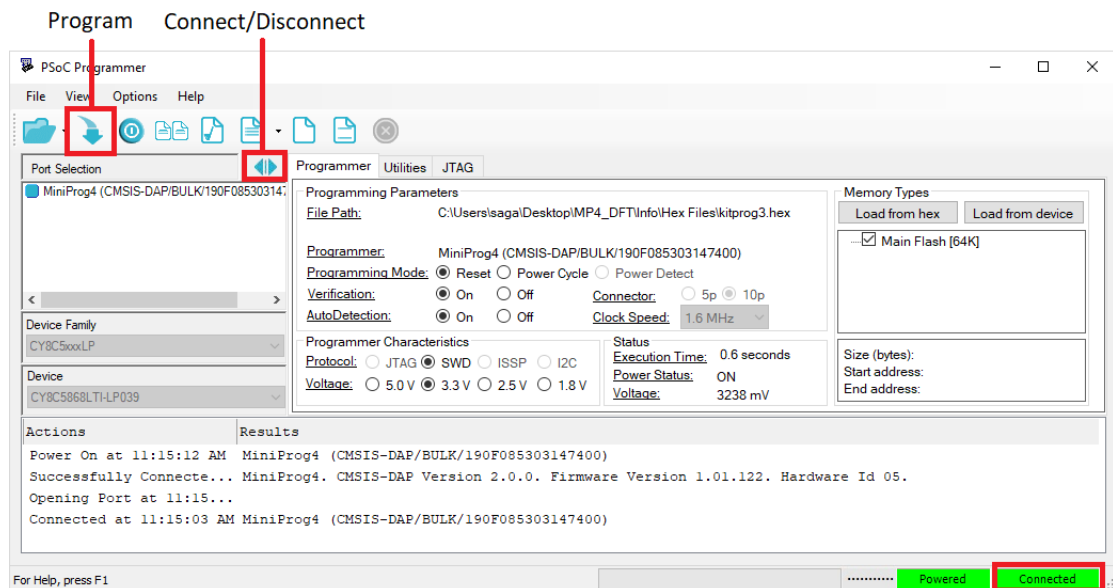 Program Connect/Disconnect
PSoC Programmer
File View Options Help
Port Selection
MiniProg4 (CMSIS-DAP/BULK/190F085303147
Device Family
CY8C5xxxLP
Device
CY8C5868LTI-LP039
Programmer Utilities JTAG
Programming Parameters
File Path: C:\Users\saga\Desktop\MP4_DFT\Info\Hex Files\kitprog3.hex
Programmer: MiniProg4 (CMSIS-DAP/BULK/190F085303147400)
Programming Mode: Reset Power Cycle Power Detect
Verification: On Off Connector: 5p 10p
AutoDetection: On Off Clock Speed: 1.6 MHz
Programmer Characteristics
Protocol: JTAG SWD ISSP I2C
Voltage: 5.0 V 3.3 V 2.5 V 1.8 V
Status
Execution Time: 0.6 seconds
Power Status: ON
Voltage: 3238 mV
Memory Types
Load from hex Load from device
Main Flash [64K]
Size (bytes):
Start address:
End address:
Actions Results
Power On at 11:15:12 AM MiniProg4 (CMSIS-DAP/BULK/190F085303147400)
Successfully Connecte... MiniProg4. CMSIS-DAP Version 2.0.0. Firmware Version 1.01.122. Hardware Id 05.
Opening Port at 11:15...
Connected at 11:15:03 AM MiniProg4 (CMSIS-DAP/BULK/190F085303147400)
For Help, press F1 Powered Connected